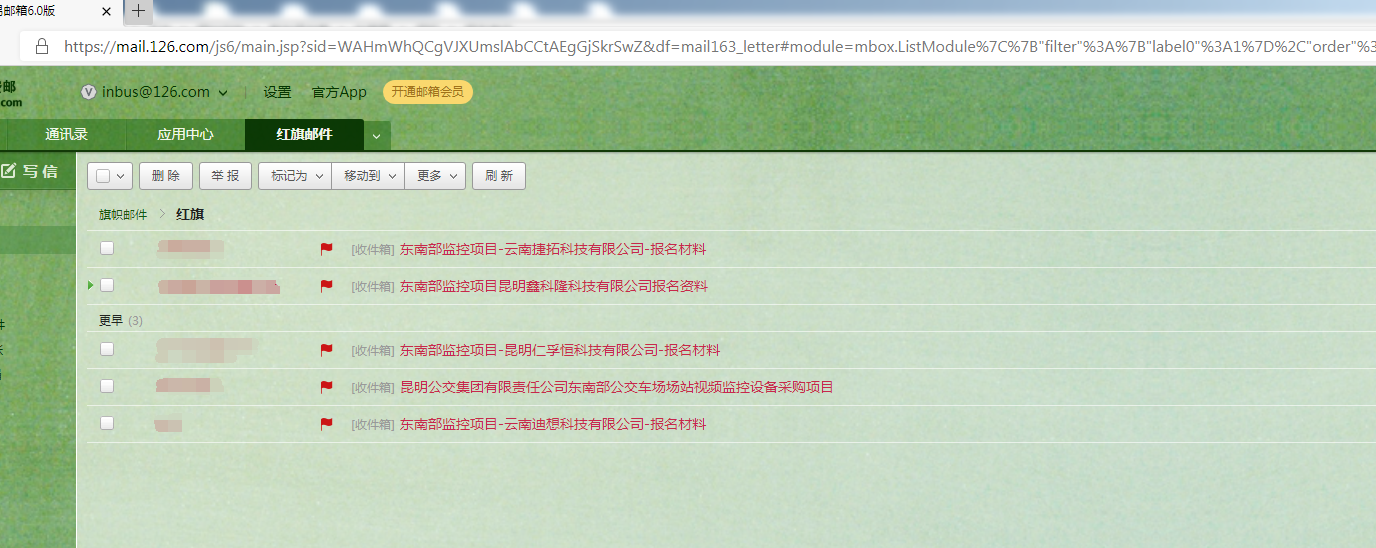 易邮箱6.0版
https://mail.126.com/js6/main.jsp?sid=WAHmWhQCgVJXUmslAbCCtAEgGjSkrSwZ&df=mail163_letter#module=mbox.ListModule%7C%7B"filter"%3A%7B"label0"%3A1%7D%2C"order"%3
费邮
.com
inbus@126.com 设置 官方App 开通邮箱会员
通讯录 应用中心 红旗邮件
写 信
删 除 举 报 标记为 移动到 更多 刷 新
旗帜邮件 红旗
[收件箱] 东南部监控项目-云南捷拓科技有限公司-报名材料
[收件箱] 东南部监控项目昆明鑫科隆科技有限公司报名资料
更早 (3)
件
[收件箱] 东南部监控项目-昆明仁孚恒科技有限公司-报名材料
[收件箱] 昆明公交集团有限责任公司东南部公交车场场站视频监控设备采购项目
[收件箱] 东南部监控项目-云南迪想科技有限公司-报名材料